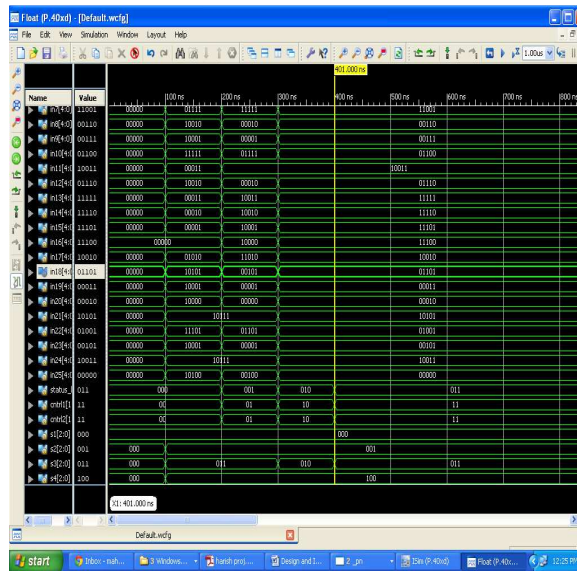 Float (P.40xd) - [Default.wcfg]
File Edit View Simulation Window Layout Help
1.00us
401.000 ns
Name Value
100 ns 200 ns 300 ns 400 ns 500 ns 600 ns 700 ns 800 ns
in7[4:0] 11001 00000 01111 11111 11001
in8[4:0] 00110 00000 10010 00010 00110
in9[4:0] 00111 00000 10001 00001 00111
in10[4:0 01100 00000 11111 01111 01100
in11[4:0 10011 00000 00011 10011
in12[4:0 01110 00000 10010 00010 01110
in13[4:0 11111 00000 00011 10011 11111
in14[4:0 11110 00000 00010 10010 11110
in15[4:0 11101 00000 00001 10001 11101
in16[4:0 11100 00000 10000 11100
in17[4:0 10010 00000 01010 11010 10010
in18[4:0 01101 00000 10101 00101 01101
in19[4:0 00011 00000 10001 00001 00011
in20[4:0 00010 00000 10000 00000 00010
in21[4:0 10101 00000 10111 10101
in22[4:0 01001 00000 11101 01101 01001
in23[4:0 00101 00000 10001 00001 00101
in24[4:0 10011 00000 10111 10011
in25[4:0 00000 00000 10100 00100 00000
status_ 011 000 001 010 011
cntrl1[1 11 00 01 10 11
cntrl2[1 11 00 01 10 11
s1[2:0] 000 000
s2[2:0] 001 000 001
s3[2:0] 011 000 011 010 011
s4[2:0] 100 000 100
X1: 401.000 ns
Default.wcfg
start
Inbox - mah...
3 Windows...
harish proj....
Design and I...
2 _pn
ISim (P.40xd)
Float (P.40x...
12:25 PM